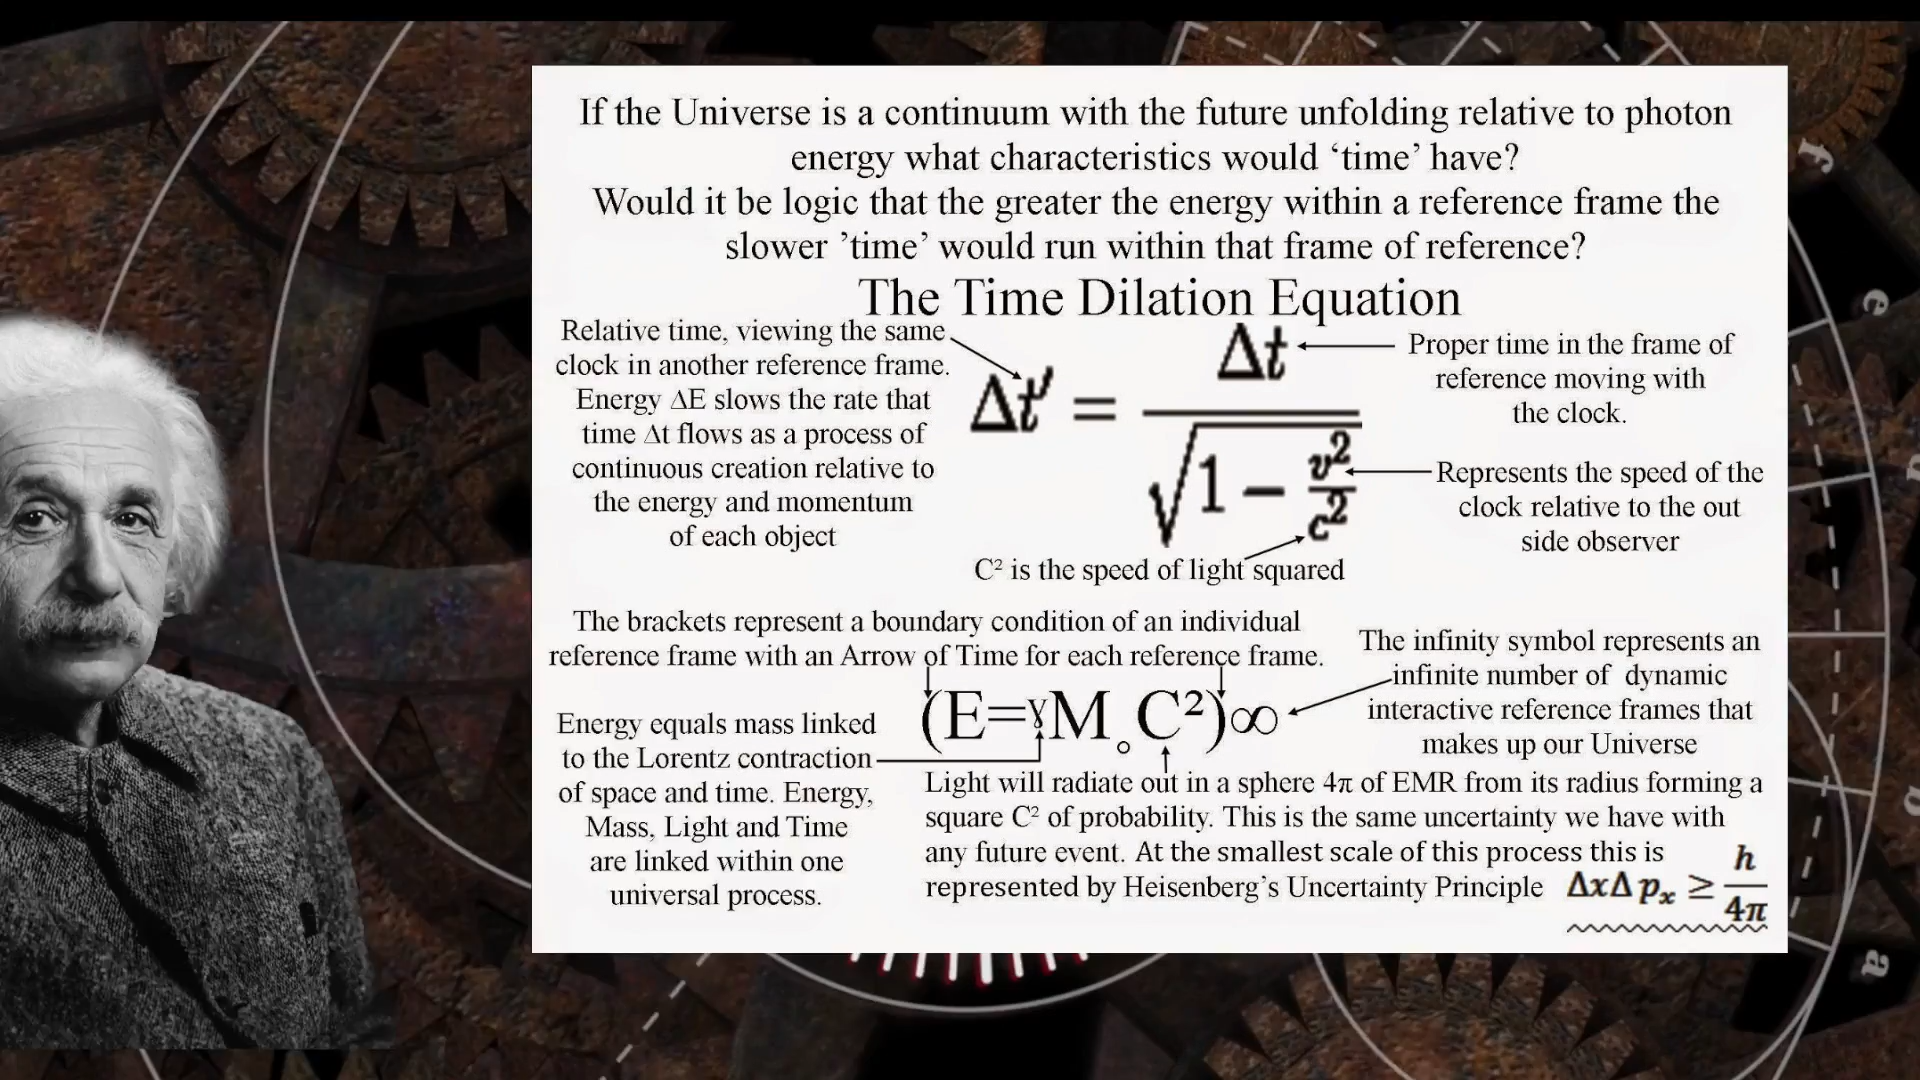 If the Universe is a continuum with the future unfolding relative to photon
energy what characteristics would ‘time’ have?
Would it be logic that the greater the energy within a reference frame the
slower ’time’ would run within that frame of reference?
The Time Dilation Equation
Relative time, viewing the same
clock in another reference frame.
Energy ΔE slows the rate that
time Δt flows as a process of
continuous creation relative to
the energy and momentum
of each object
Δt′ = Δt / √(1 − v²/c²)
Proper time in the frame of
reference moving with
the clock.
Represents the speed of the
clock relative to the out
side observer
C² is the speed of light squared
The brackets represent a boundary condition of an individual
reference frame with an Arrow of Time for each reference frame.
The infinity symbol represents an
infinite number of dynamic
interactive reference frames that
makes up our Universe
(E=ɣM˳C²)∞
Energy equals mass linked
to the Lorentz contraction
of space and time. Energy,
Mass, Light and Time
are linked within one
universal process.
Light will radiate out in a sphere 4π of EMR from its radius forming a
square C² of probability. This is the same uncertainty we have with
any future event. At the smallest scale of this process this is
represented by Heisenberg’s Uncertainty Principle
ΔxΔpₓ ≥ h/4π
f
e
a